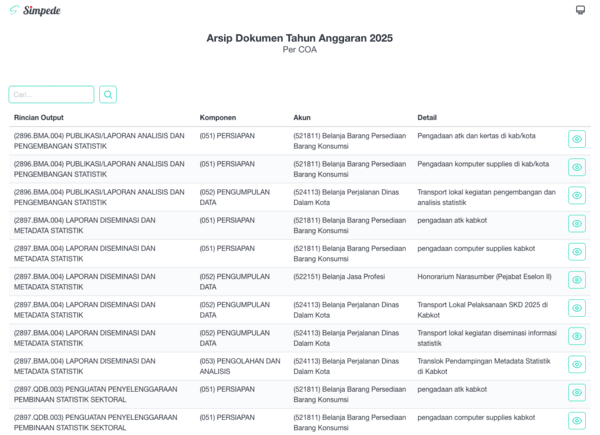 Simpede
Arsip Dokumen Tahun Anggaran 2025
Per COA
Cari...
Rincian Output Komponen Akun Detail
(2896.BMA.004) PUBLIKASI/LAPORAN ANALISIS DAN (051) PERSIAPAN (521811) Belanja Barang Persediaan Pengadaan atk dan kertas di kab/kota
PENGEMBANGAN STATISTIK Barang Konsumsi
(2896.BMA.004) PUBLIKASI/LAPORAN ANALISIS DAN (051) PERSIAPAN (521811) Belanja Barang Persediaan Pengadaan komputer supplies di kab/kota
PENGEMBANGAN STATISTIK Barang Konsumsi
(2896.BMA.004) PUBLIKASI/LAPORAN ANALISIS DAN (052) PENGUMPULAN (524113) Belanja Perjalanan Dinas Transport lokal kegiatan pengembangan dan
PENGEMBANGAN STATISTIK DATA Dalam Kota analisis statistik
(2897.BMA.004) LAPORAN DISEMINASI DAN (051) PERSIAPAN (521811) Belanja Barang Persediaan pengadaan atk kabkot
METADATA STATISTIK Barang Konsumsi
(2897.BMA.004) LAPORAN DISEMINASI DAN (051) PERSIAPAN (521811) Belanja Barang Persediaan pengadaan computer supplies kabkot
METADATA STATISTIK Barang Konsumsi
(2897.BMA.004) LAPORAN DISEMINASI DAN (052) PENGUMPULAN (522151) Belanja Jasa Profesi Honorarium Narasumber (Pejabat Eselon II)
METADATA STATISTIK DATA
(2897.BMA.004) LAPORAN DISEMINASI DAN (052) PENGUMPULAN (524113) Belanja Perjalanan Dinas Transport Lokal Pelaksanaan SKD 2025 di
METADATA STATISTIK DATA Dalam Kota Kabkot
(2897.BMA.004) LAPORAN DISEMINASI DAN (052) PENGUMPULAN (524113) Belanja Perjalanan Dinas Transport lokal kegiatan diseminasi informasi
METADATA STATISTIK DATA Dalam Kota statistik
(2897.BMA.004) LAPORAN DISEMINASI DAN (053) PENGOLAHAN DAN (524113) Belanja Perjalanan Dinas Translok Pendampingan Metadata Statistik
METADATA STATISTIK ANALISIS Dalam Kota di Kabkot
(2897.QDB.003) PENGUATAN PENYELENGGARAAN (051) PERSIAPAN (521811) Belanja Barang Persediaan pengadaan atk kabkot
PEMBINAAN STATISTIK SEKTORAL Barang Konsumsi
(2897.QDB.003) PENGUATAN PENYELENGGARAAN (051) PERSIAPAN (521811) Belanja Barang Persediaan pengadaan computer supplies kabkot
PEMBINAAN STATISTIK SEKTORAL Barang Konsumsi